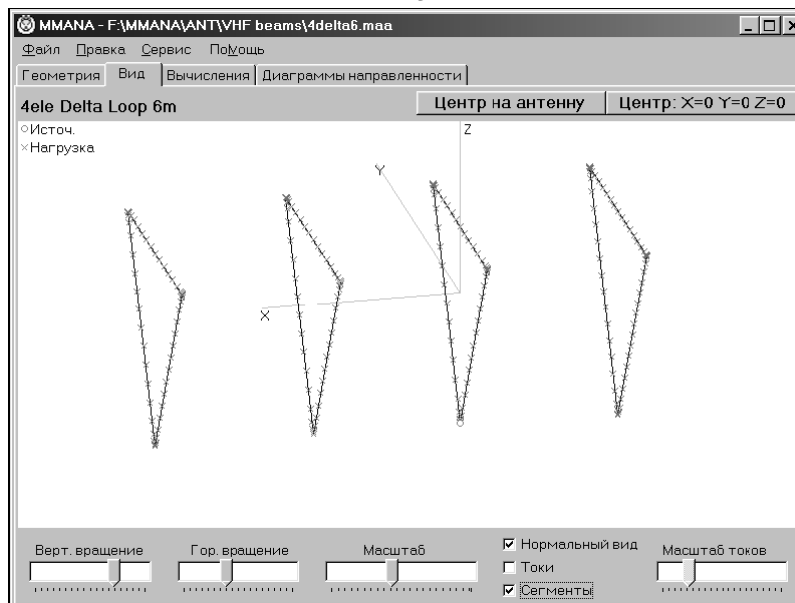 MMANA - F:\MMANA\ANT\VHF beams\4delta6.maa
Файл Правка Сервис ПоМощь
Геометрия Вид Вычисления Диаграммы направленности
4ele Delta Loop 6m Центр на антенну Центр: X=0 Y=0 Z=0
Источ.
Нагрузка
Z
Y
X
Верт. вращение Гор. вращение Масштаб Нормальный вид Масштаб токов
Токи
Сегменты